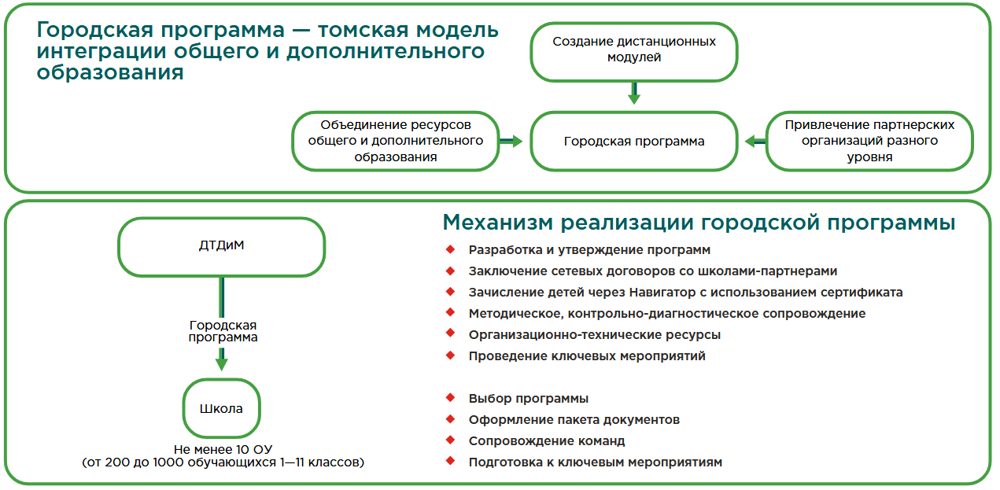 Городская программа — томская модель
интеграции общего и дополнительного
образования
Создание дистанционных
модулей
Объединение ресурсов
общего и дополнительного
образования
Городская программа
Привлечение партнерских
организаций разного
уровня
ДТДиМ
Городская
программа
Школа
Не менее 10 ОУ
(от 200 до 1000 обучающихся 1—11 классов)
Механизм реализации городской программы
Разработка и утверждение программ
Заключение сетевых договоров со школами-партнерами
Зачисление детей через Навигатор с использованием сертификата
Методическое, контрольно-диагностическое сопровождение
Организационно-технические ресурсы
Проведение ключевых мероприятий
Выбор программы
Оформление пакета документов
Сопровождение команд
Подготовка к ключевым мероприятиям